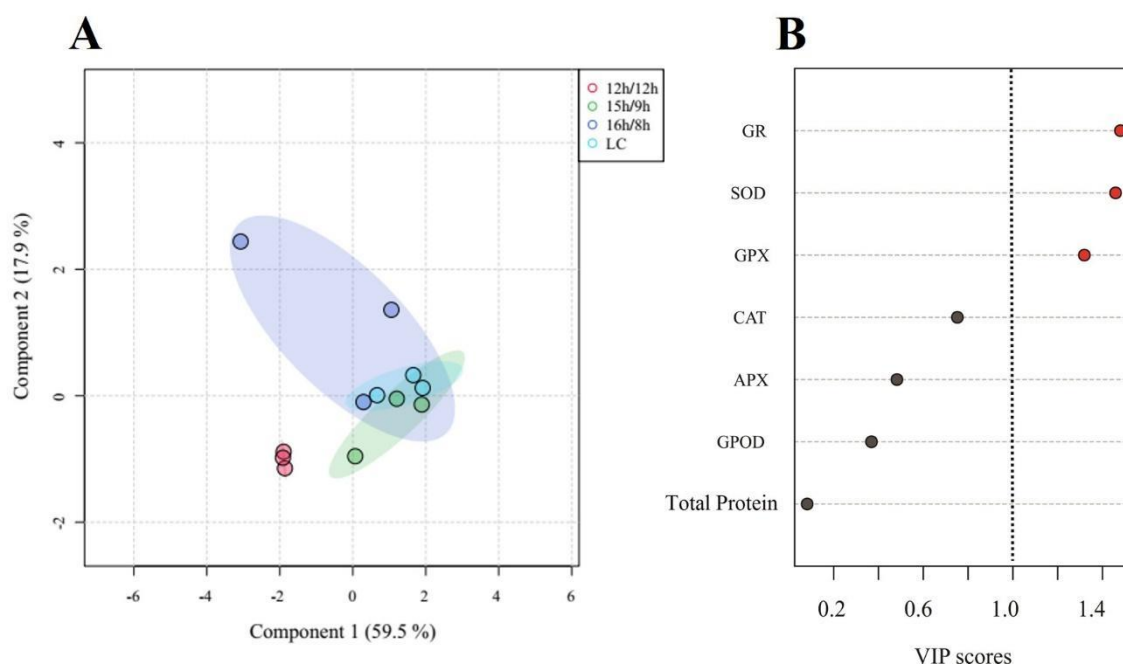 A
12h/12h
15h/9h
16h/8h
LC
Component 2 (17.9 %)
4
2
0
-2
-6 -4 -2 0 2 4 6
Component 1 (59.5 %)
B
GR
SOD
GPX
CAT
APX
GPOD
Total Protein
0.2 0.6 1.0 1.4
VIP scores